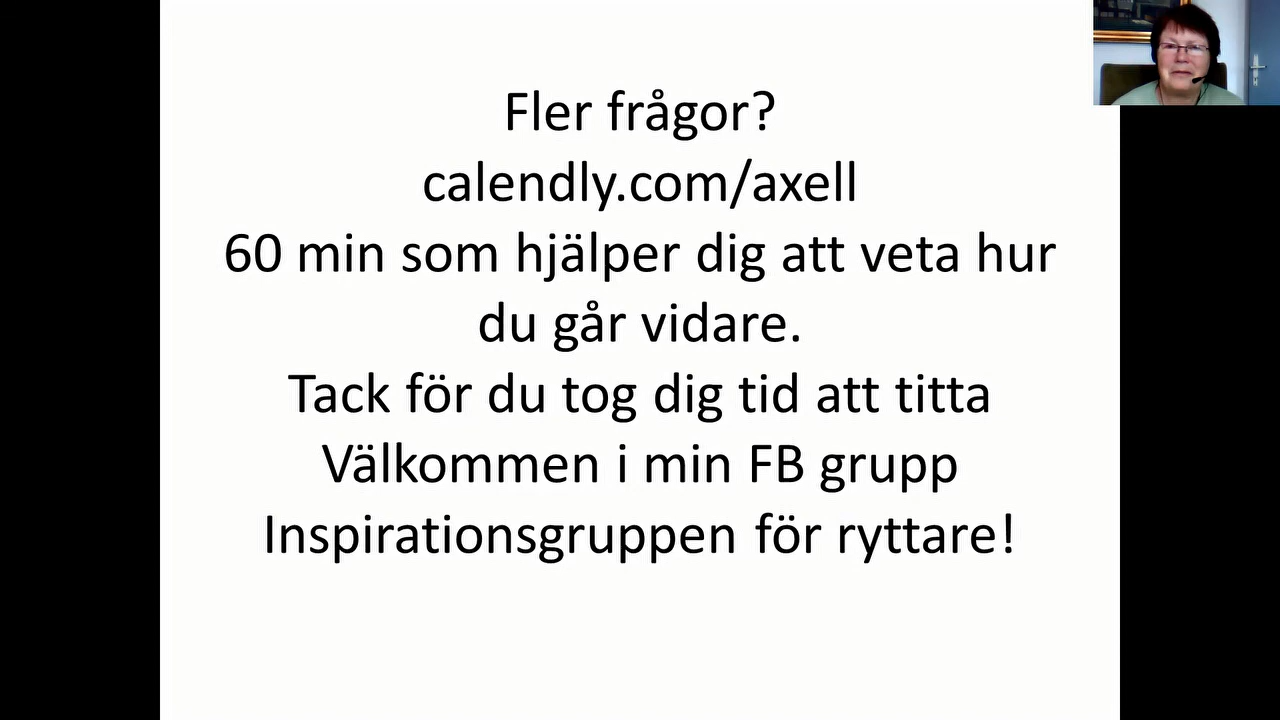 Fler frågor?
calendly.com/axell
60 min som hjälper dig att veta hur
du går vidare.
Tack för du tog dig tid att titta
Välkommen i min FB grupp
Inspirationsgruppen för ryttare!